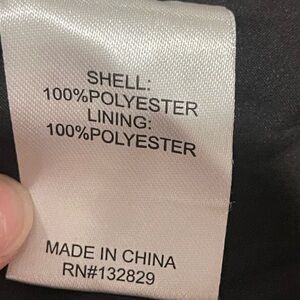 SHELL:
100%POLYESTER
LINING:
100%POLYESTER
MADE IN CHINA
RN#132829